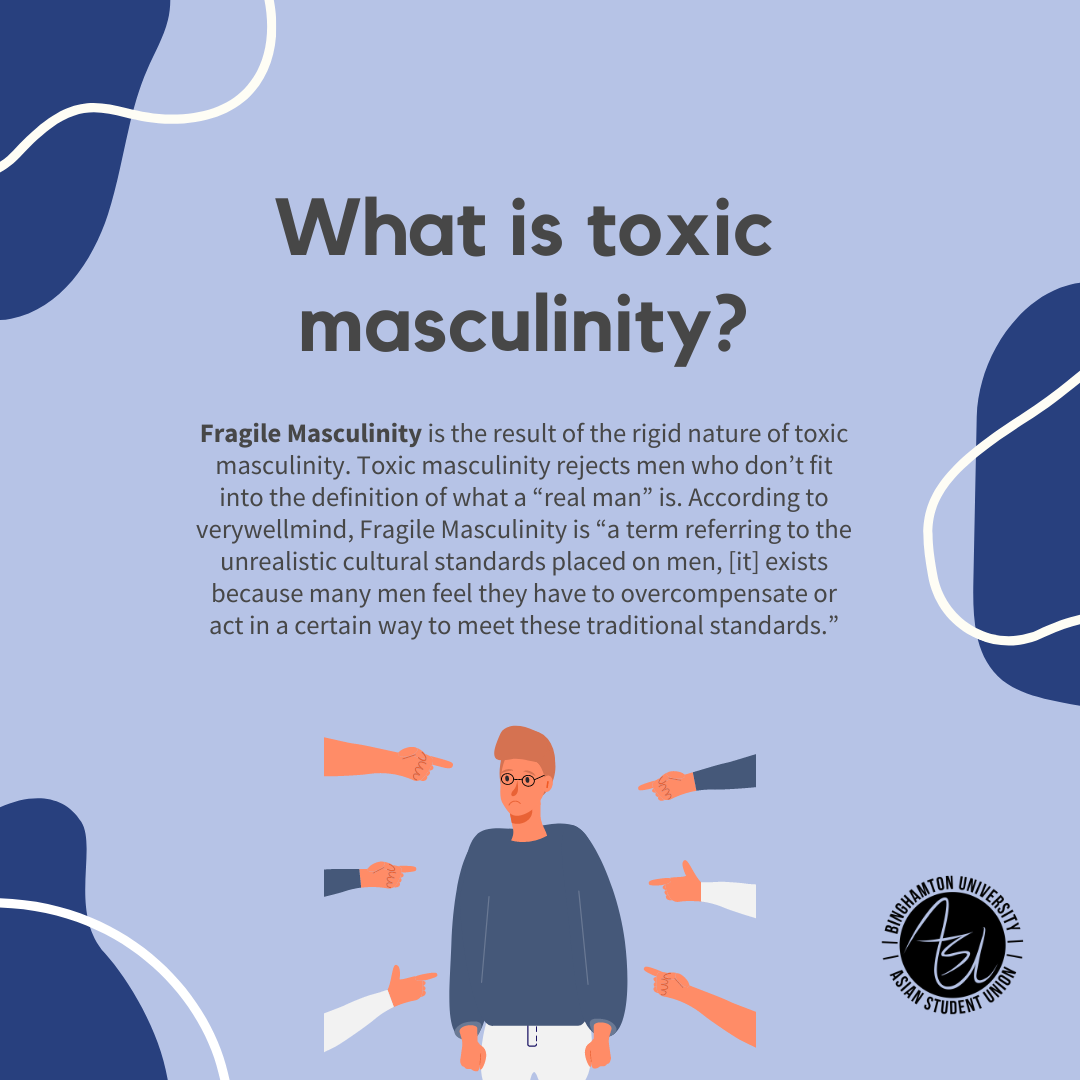 What is toxic
masculinity?
Fragile Masculinity is the result of the rigid nature of toxic
masculinity. Toxic masculinity rejects men who don’t fit
into the definition of what a “real man” is. According to
verywellmind, Fragile Masculinity is “a term referring to the
unrealistic cultural standards placed on men, [it] exists
because many men feel they have to overcompensate or
act in a certain way to meet these traditional standards.”
BINGHAMTON UNIVERSITY
ASU
ASIAN STUDENT UNION